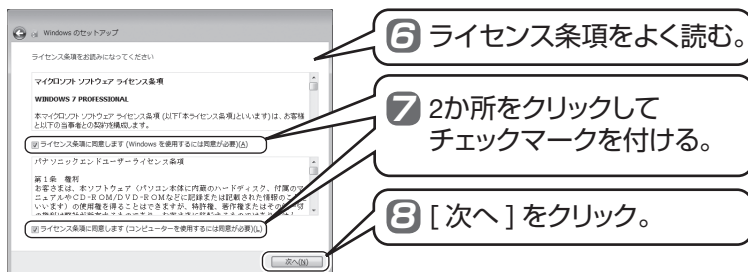 Windows のセットアップ
ライセンス条項をお読みになってください
マイクロソフト ソフトウェア ライセンス条項
WINDOWS 7 PROFESSIONAL
本マイクロソフト ソフトウェア ライセンス条項 (以下「本ライセンス条項」といいます) は、お客様
と以下の当事者との契約を構成します。
ライセンス条項に同意します (Windows を使用するには同意が必要)(A)
パナソニックエンドユーザーライセンス条項
第1条 権利
お客さまは、本ソフトウェア (パソコン本体に内蔵のハードディスク、付属のマ
ニュアルやCD-ROM/DVD-ROMなどに記録または記載された情報のこと
いいます) の使用権を得ることはできますが、特許権、著作権またはその
ライセンス条項に同意します (コンピューターを使用するには同意が必要)(L)
次へ(N)
6 ライセンス条項をよく読む。
7 2か所をクリックして
チェックマークを付ける。
8 [ 次へ ] をクリック。